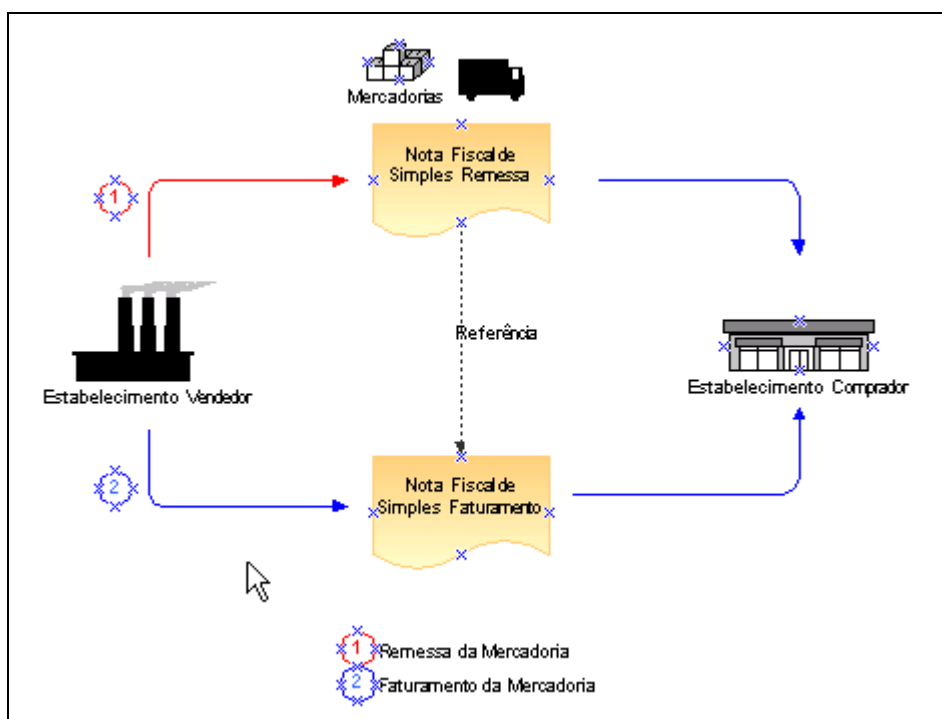 Mercadorias
Nota Fiscal de
Simples Remessa
1
Referência
Estabelecimento Vendedor
Estabelecimento Comprador
2
Nota Fiscal de
Simples Faturamento
1 Remessa da Mercadoria
2 Faturamento da Mercadoria